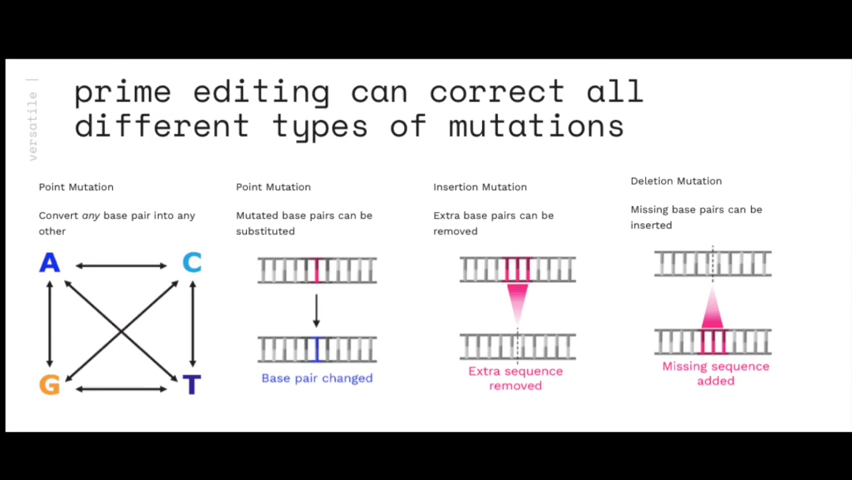 versatile |
prime editing can correct all
different types of mutations
Point Mutation
Convert any base pair into any
other
A
C
G
T
Point Mutation
Mutated base pairs can be
substituted
Base pair changed
Insertion Mutation
Extra base pairs can be
removed
Extra sequence
removed
Deletion Mutation
Missing base pairs can be
inserted
Missing sequence
added